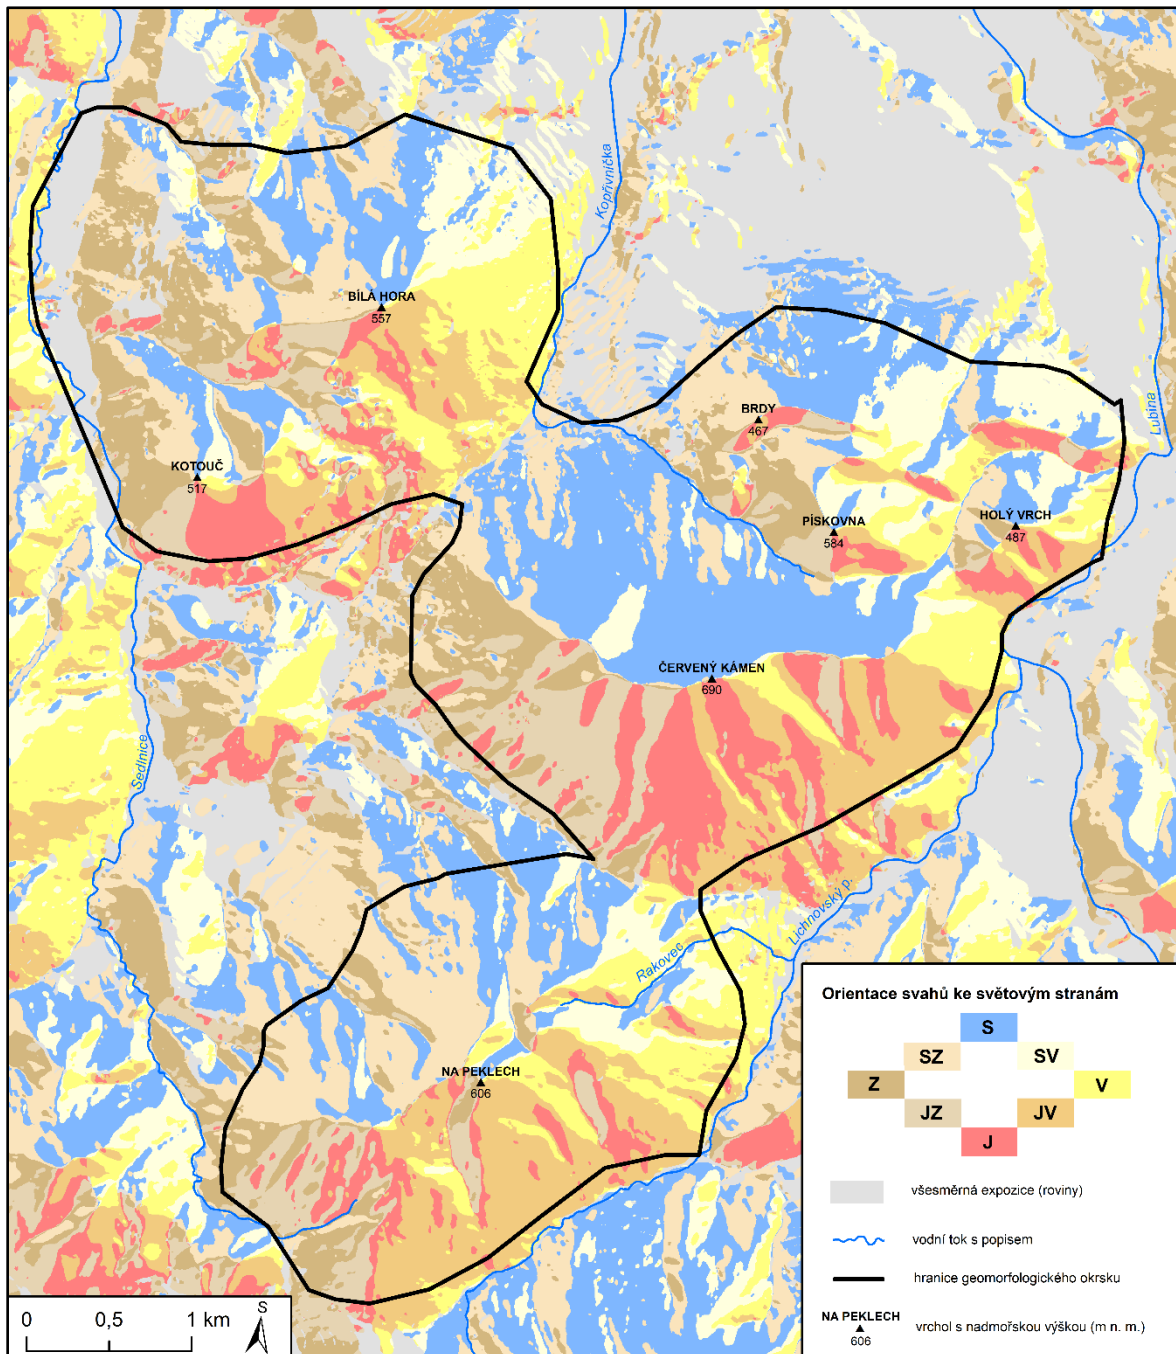 Kopřivnička
BÍLÁ HORA
557
BRDY
467
Lubina
KOTOUČ
517
PÍSKOVNA
584
HOLÝ VRCH
487
ČERVENÝ KÁMEN
690
Sedlnice
Lichnovský p.
Rakovec
NA PEKLECH
606
Orientace svahů ke světovým stranám
S
SZ
SV
Z
V
JZ
JV
J
všesměrná expozice (roviny)
vodní tok s popisem
hranice geomorfologického okrsku
NA PEKLECH
606
vrchol s nadmořskou výškou (m n. m.)
0
0,5
1 km
S